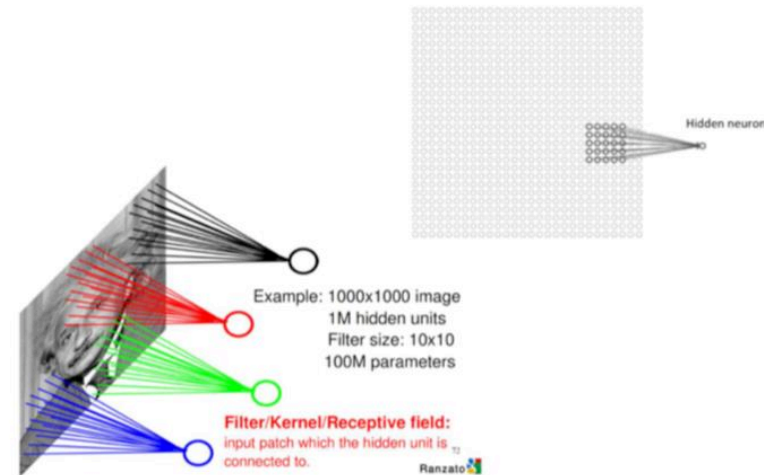 Hidden neuron
Example: 1000x1000 image
1M hidden units
Filter size: 10x10
100M parameters
Filter/Kernel/Receptive field:
input patch which the hidden unit is
connected to.
72
Ranzato